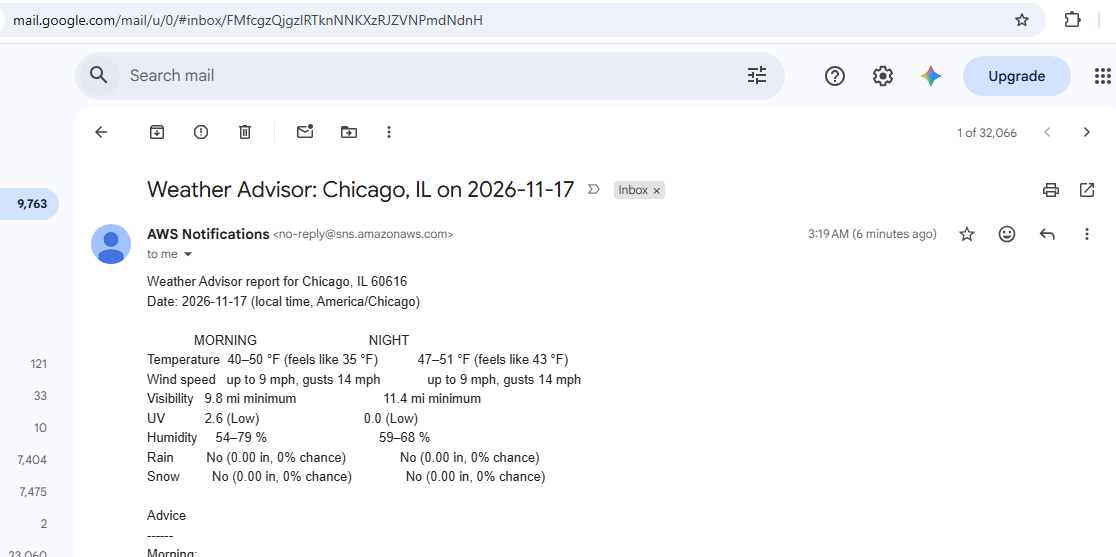 mail.google.com/mail/u/0/#inbox/FMfcgzQjgzIRTknNNKXzRJZVNPmdNdnH
Search mail
Upgrade
1 of 32,066
Weather Advisor: Chicago, IL on 2026-11-17
Inbox ×
9,763
AWS Notifications <no-reply@sns.amazonaws.com>
3:19 AM (6 minutes ago)
to me
Weather Advisor report for Chicago, IL 60616
Date: 2026-11-17 (local time, America/Chicago)
MORNING NIGHT
Temperature 40–50 °F (feels like 35 °F) 47–51 °F (feels like 43 °F)
Wind speed up to 9 mph, gusts 14 mph up to 9 mph, gusts 14 mph
Visibility 9.8 mi minimum 11.4 mi minimum
UV 2.6 (Low) 0.0 (Low)
Humidity 54–79 % 59–68 %
Rain No (0.00 in, 0% chance) No (0.00 in, 0% chance)
Snow No (0.00 in, 0% chance) No (0.00 in, 0% chance)
Advice
------
Morning:
121
33
10
7,404
7,475
2
23,060